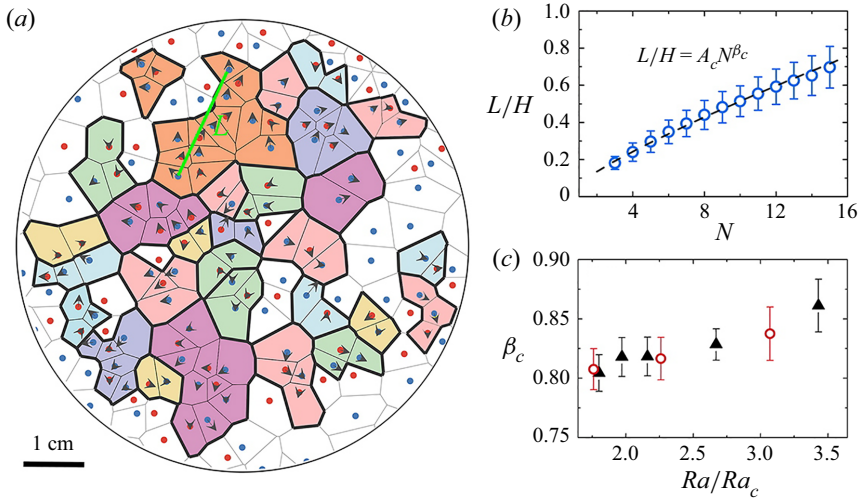 (a)
L
1 cm
(b)
1.0
0.8
0.6
0.4
0.2
0
L/H
L/H = A_c N^{β_c}
4 8 12 16
N
(c)
0.90
0.85
0.80
0.75
β_c
2.0 2.5 3.0 3.5
Ra/Ra_c